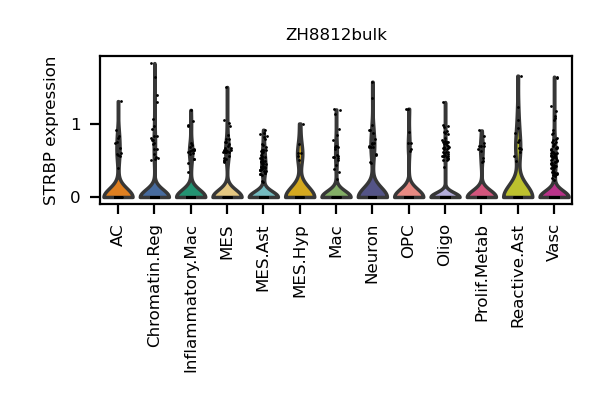 ZH8812bulk
STRBP expression
1
0
AC
Chromatin.Reg
Inflammatory.Mac
MES
MES.Ast
MES.Hyp
Mac
Neuron
OPC
Oligo
Prolif.Metab
Reactive.Ast
Vasc